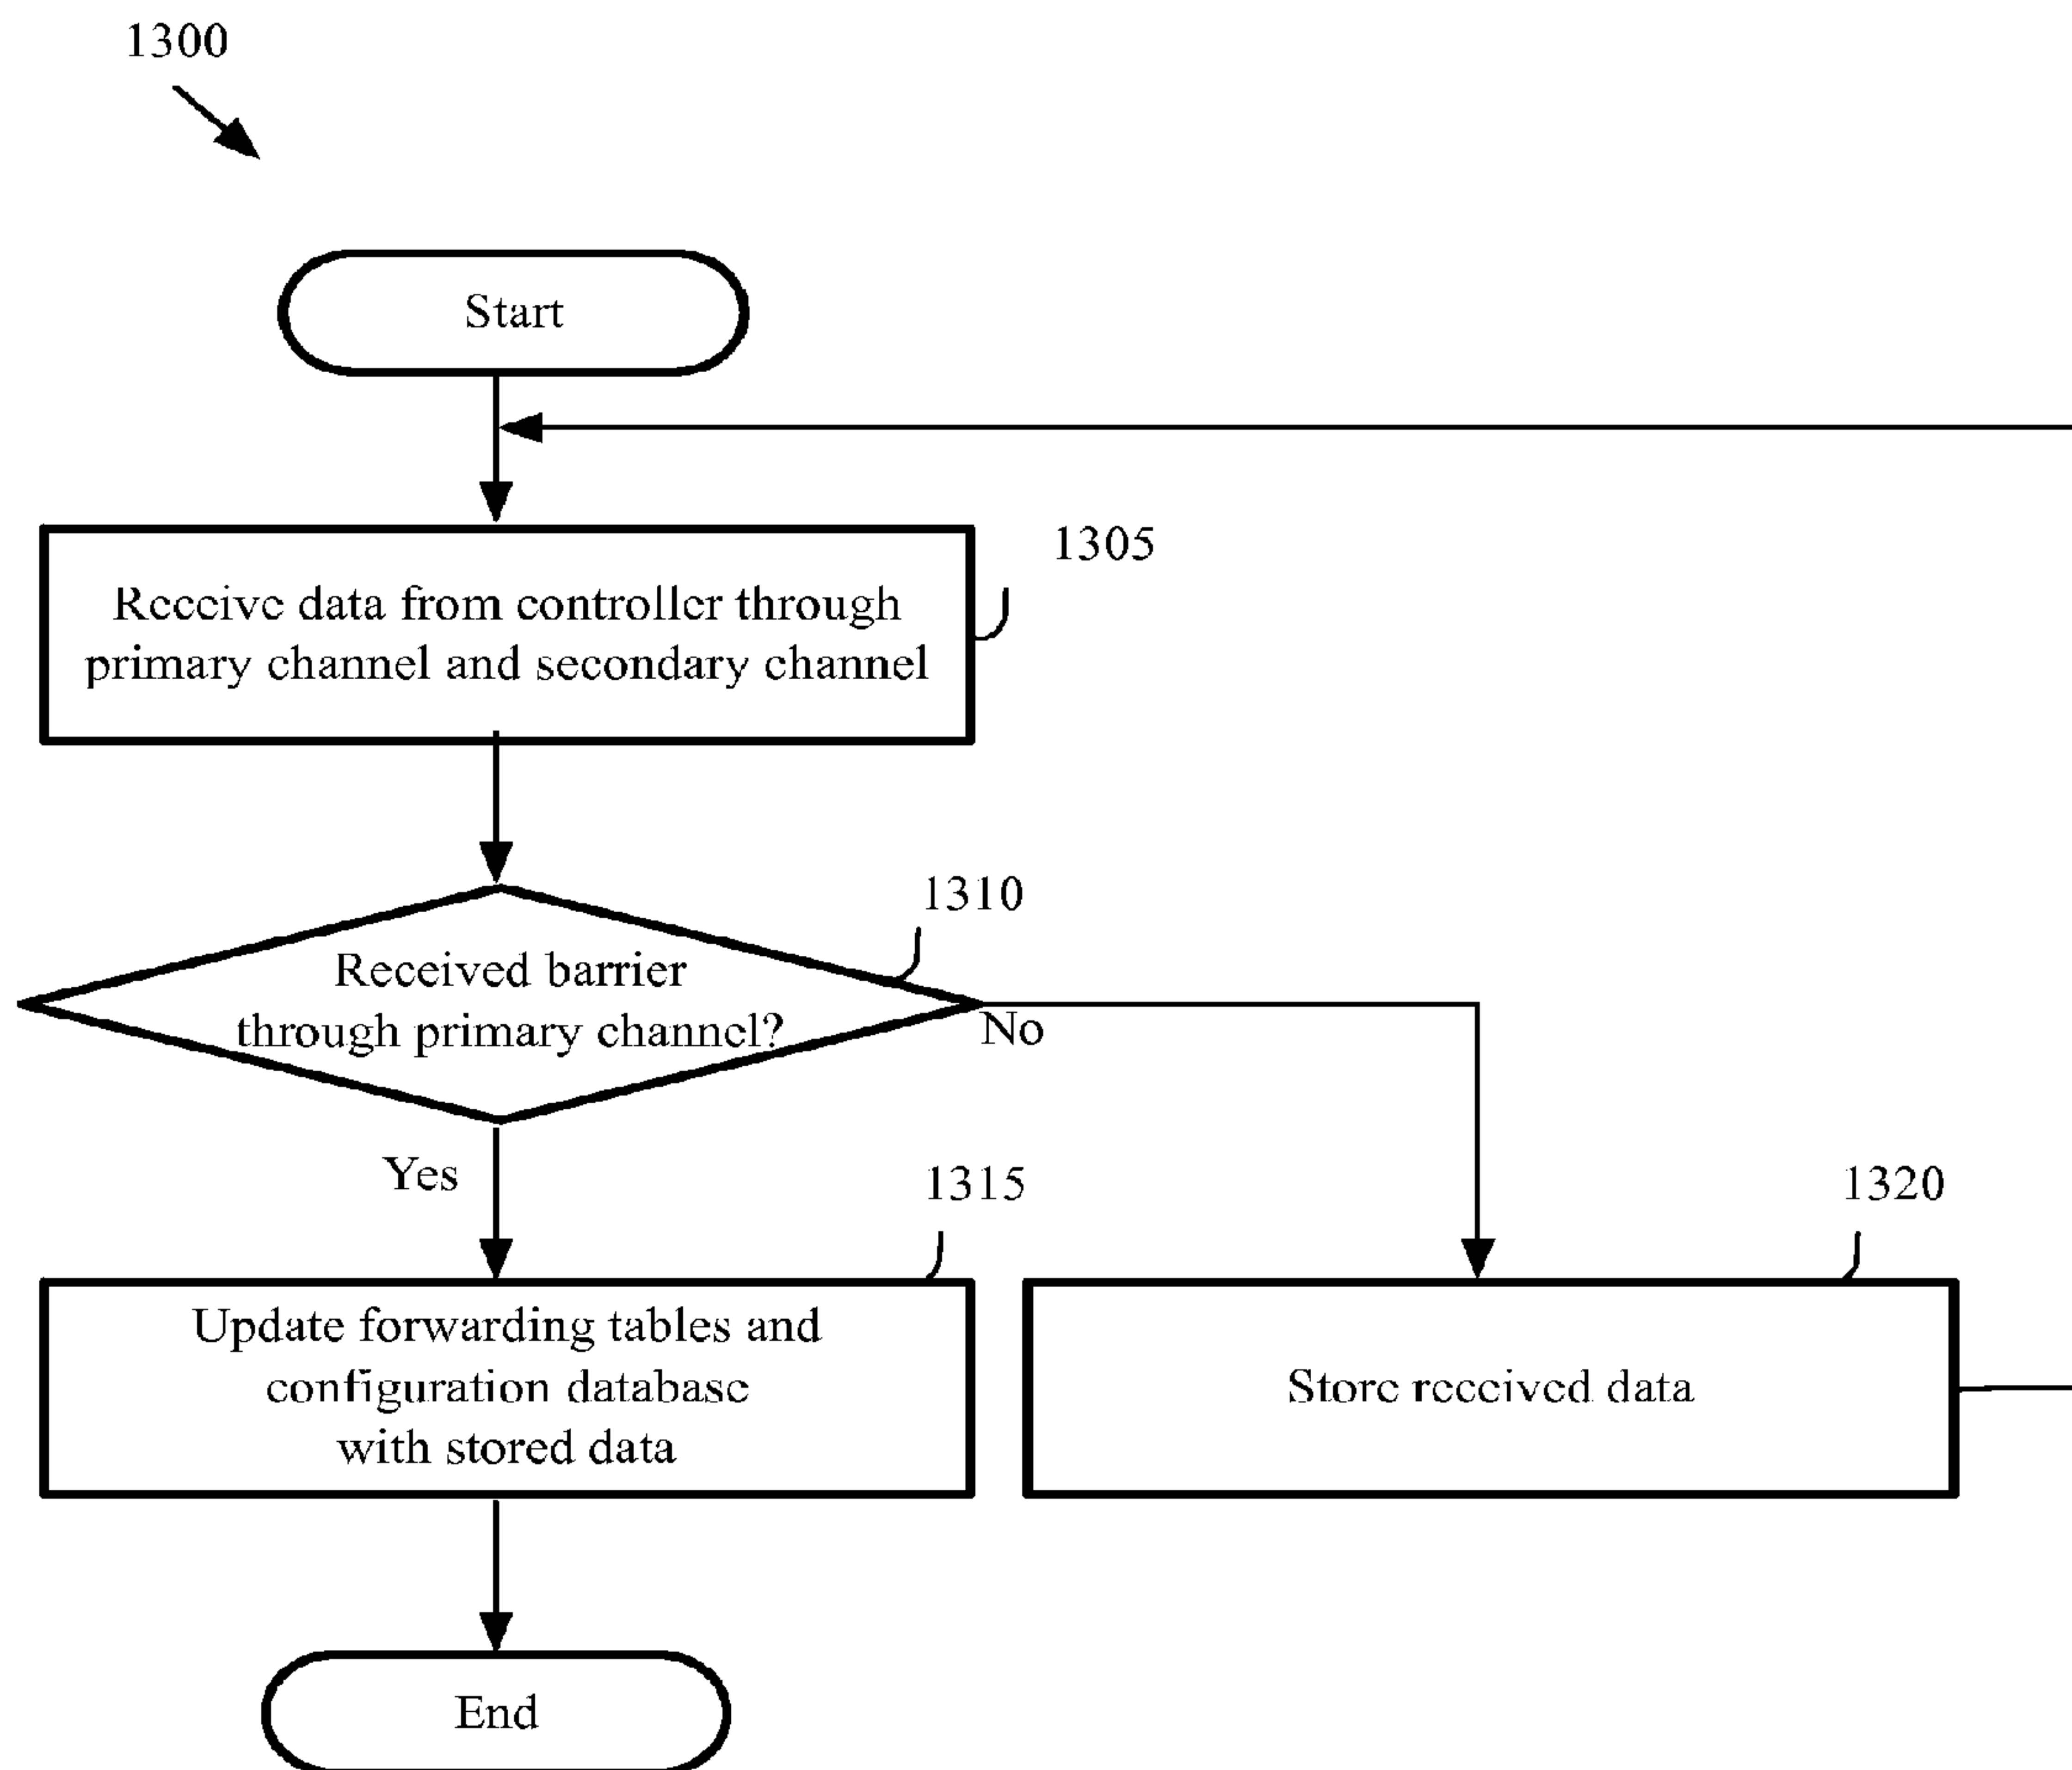 1300
Start
1305
Receive data from controller through
primary channel and secondary channel
1310
Received barrier
through primary channel?
No
Yes
1315
1320
Update forwarding tables and
configuration database
with stored data
Store received data
End